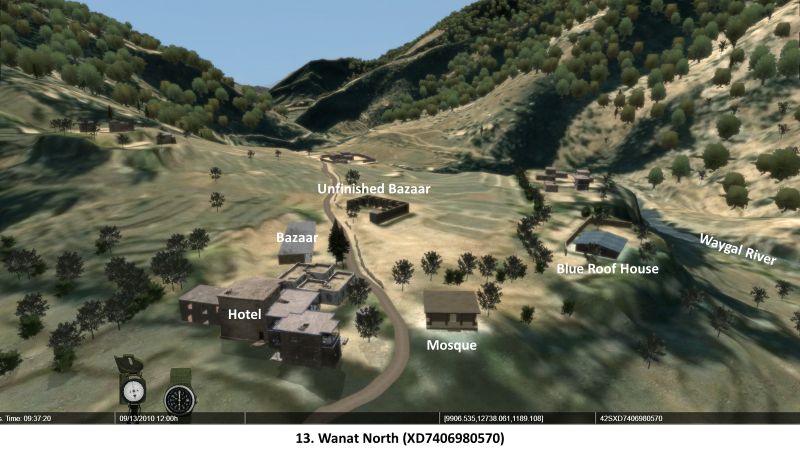 Unfinished Bazaar
Bazaar
Waygal River
Blue Roof House
Hotel
Mosque
s. Time: 09:37:20
09/13/2010 12:00h
[9906.535,12738.061,1189.108]
42SXD7406980570
13. Wanat North (XD7406980570)